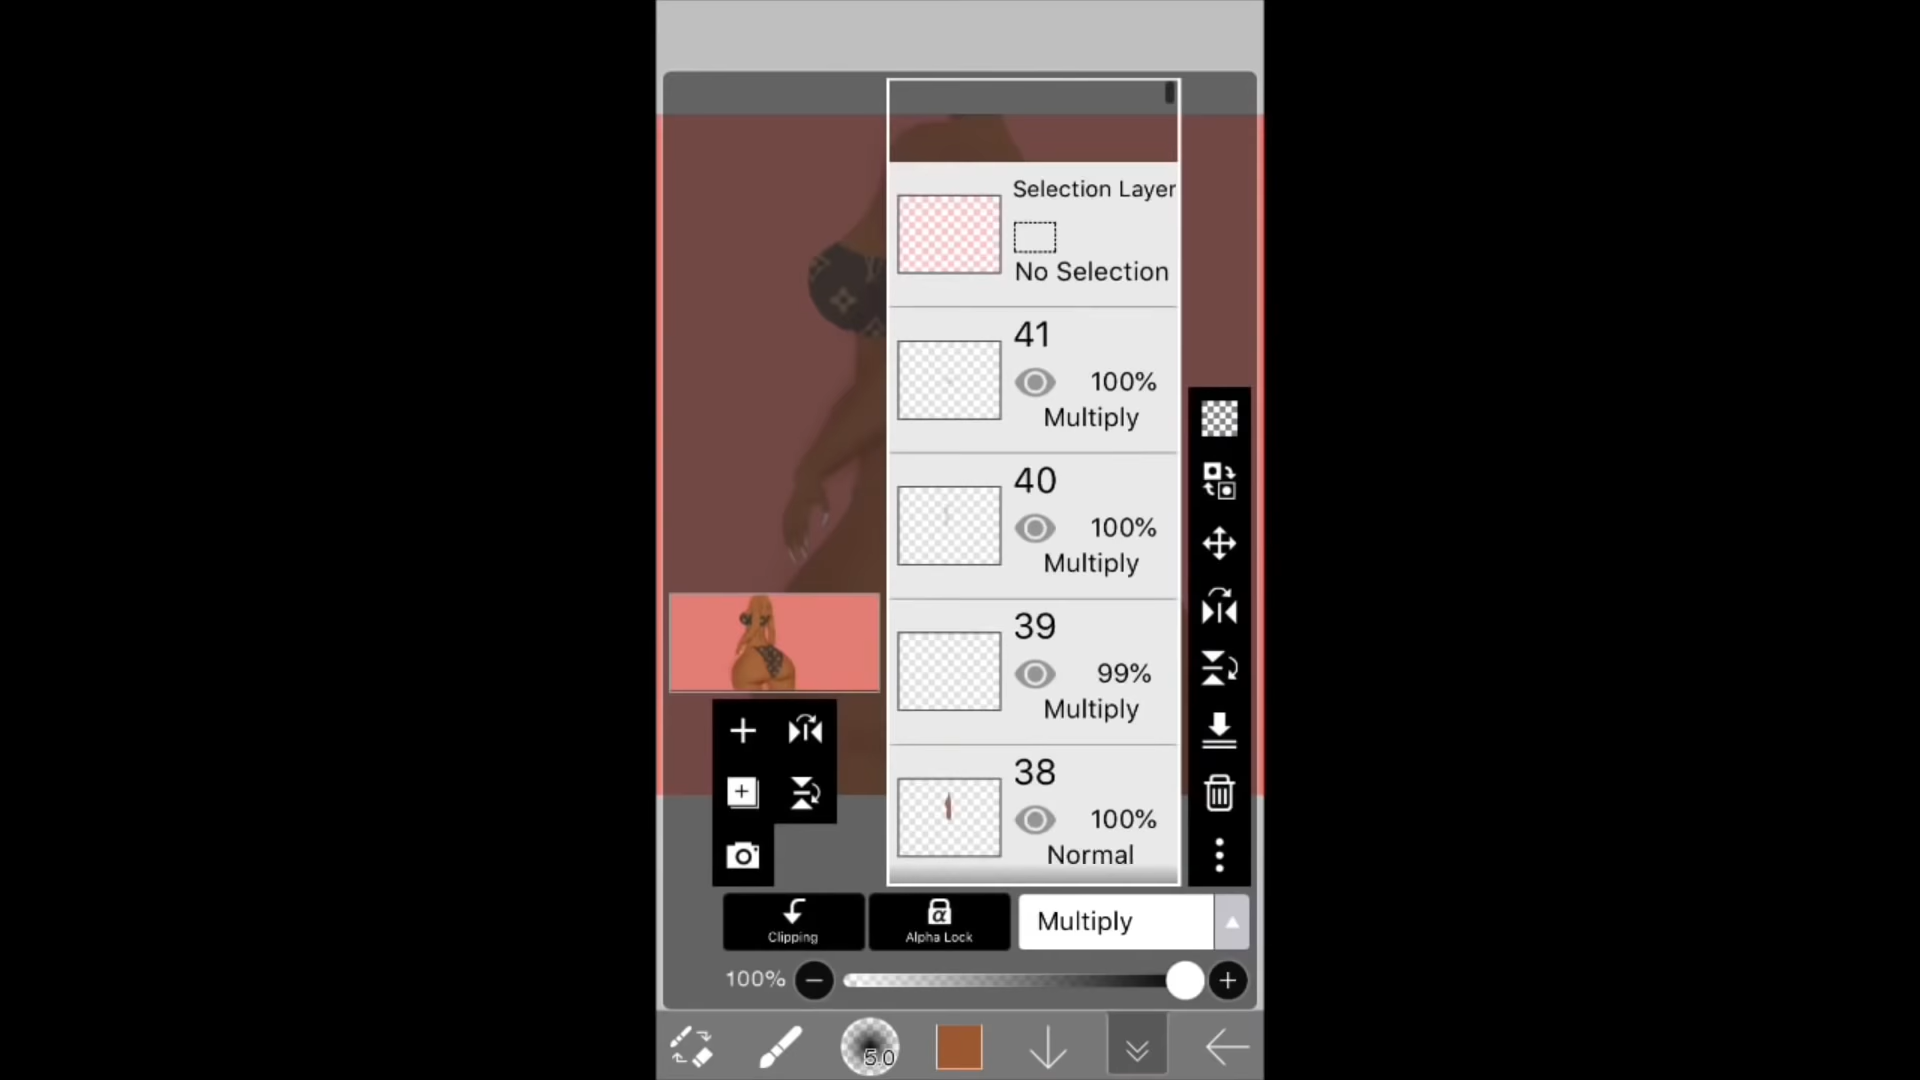 Selection Layer
No Selection
41
100%
Multiply
40
100%
Multiply
39
99%
Multiply
38
100%
Normal
Clipping
α
Alpha Lock
Multiply
100%
5.0